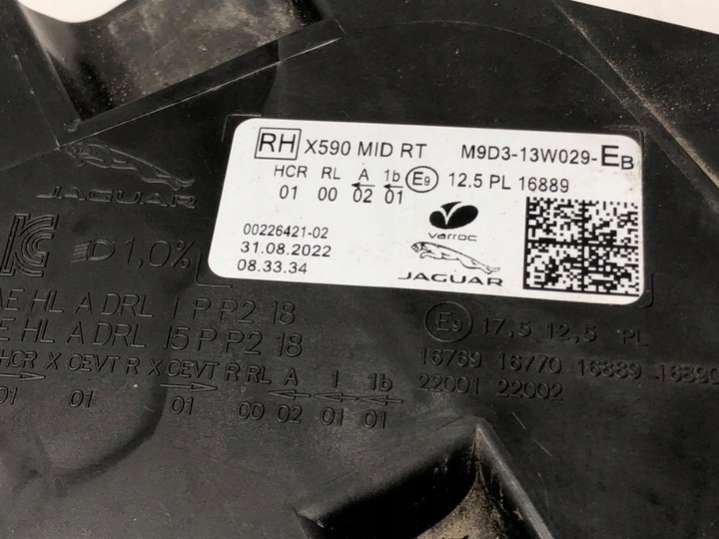 RH X590 MID RT M9D3-13W029-EB
HCR RL A 1b E9 12.5 PL 16889
01 00 02 01
00226421-02
31.08.2022
08.33.34
varroc
JAGUAR
JAGUAR
1,0%
AE HL A DRL 1 P P2 18
E HL A DRL 15 P P2 18
HCR X CEVT R X CEVT R RL A 1 1b
01 01 01 00 02 01 01
E9 17,5 12,5 PL
16769 16770 16889 16890
22001 22002